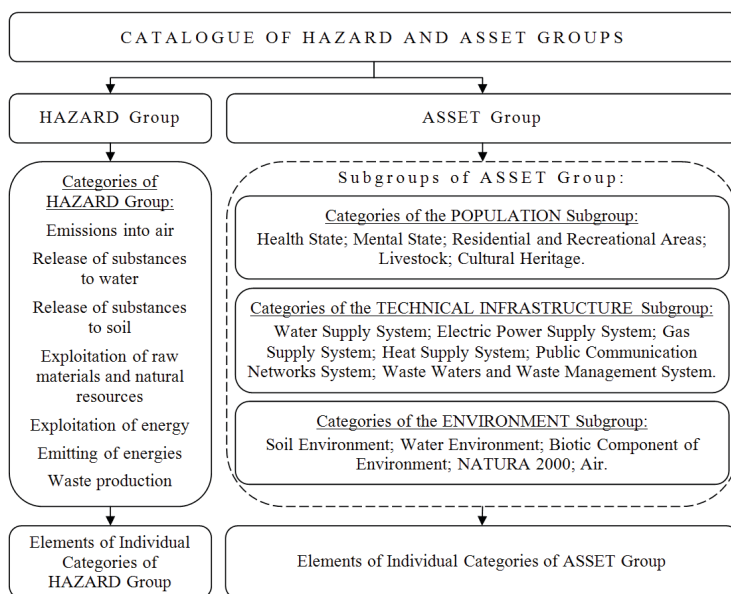 CATALOGUE OF HAZARD AND ASSET GROUPS
HAZARD Group
ASSET Group
Categories of
HAZARD Group:
Emissions into air
Release of substances
to water
Release of substances
to soil
Exploitation of raw
materials and natural
resources
Exploitation of energy
Emitting of energies
Waste production
Subgroups of ASSET Group:
Categories of the POPULATION Subgroup:
Health State; Mental State; Residential and Recreational Areas;
Livestock; Cultural Heritage.
Categories of the TECHNICAL INFRASTRUCTURE Subgroup:
Water Supply System; Electric Power Supply System; Gas
Supply System; Heat Supply System; Public Communication
Networks System; Waste Waters and Waste Management System.
Categories of the ENVIRONMENT Subgroup:
Soil Environment; Water Environment; Biotic Component of
Environment; NATURA 2000; Air.
Elements of Individual
Categories of
HAZARD Group
Elements of Individual Categories of ASSET Group